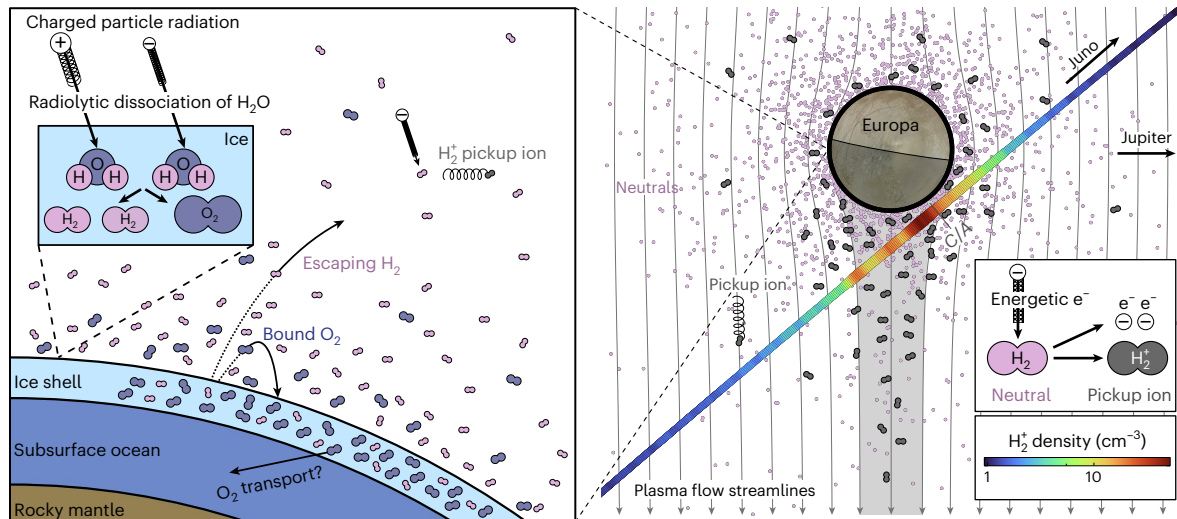 Charged particle radiation
+
−
Radiolytic dissociation of H₂O
Ice
O
O
H
H
H
H
H₂
H₂
O₂
−
H₂⁺ pickup ion
Escaping H₂
Bound O₂
Ice shell
Subsurface ocean
O₂ transport?
Rocky mantle
Juno
Europa
Jupiter
Neutrals
C/A
Pickup ion
−
Energetic e⁻
e⁻ e⁻
− −
H₂
H₂⁺
Neutral
Pickup ion
H₂⁺ density (cm⁻³)
1
10
Plasma flow streamlines